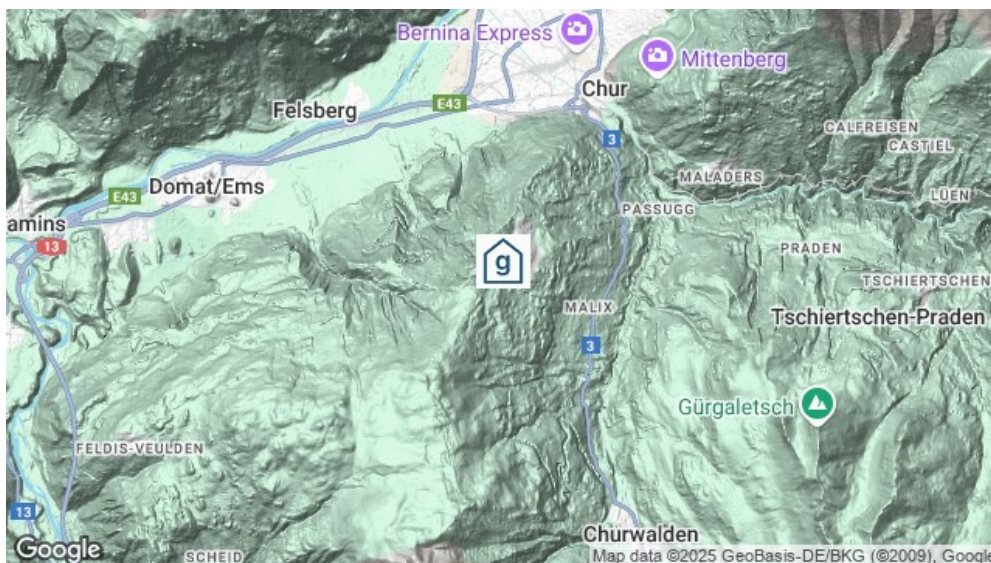 Bernina Express
Mittenberg
Chur
E43
Felsberg
3
CALFREISEN
CASTIEL
Domat/Ems
E43
MALADERS
LÜEN
PASSUGG
amins
13
g
PRADEN
TSCHIERTSCHEN
MALIX
Tschiertschen-Praden
3
Gürgaletsch
FELDIS-VEULDEN
13
Churwalden
Google
SCHEID
Map data ©2025 GeoBasis-DE/BKG (©2009), Google